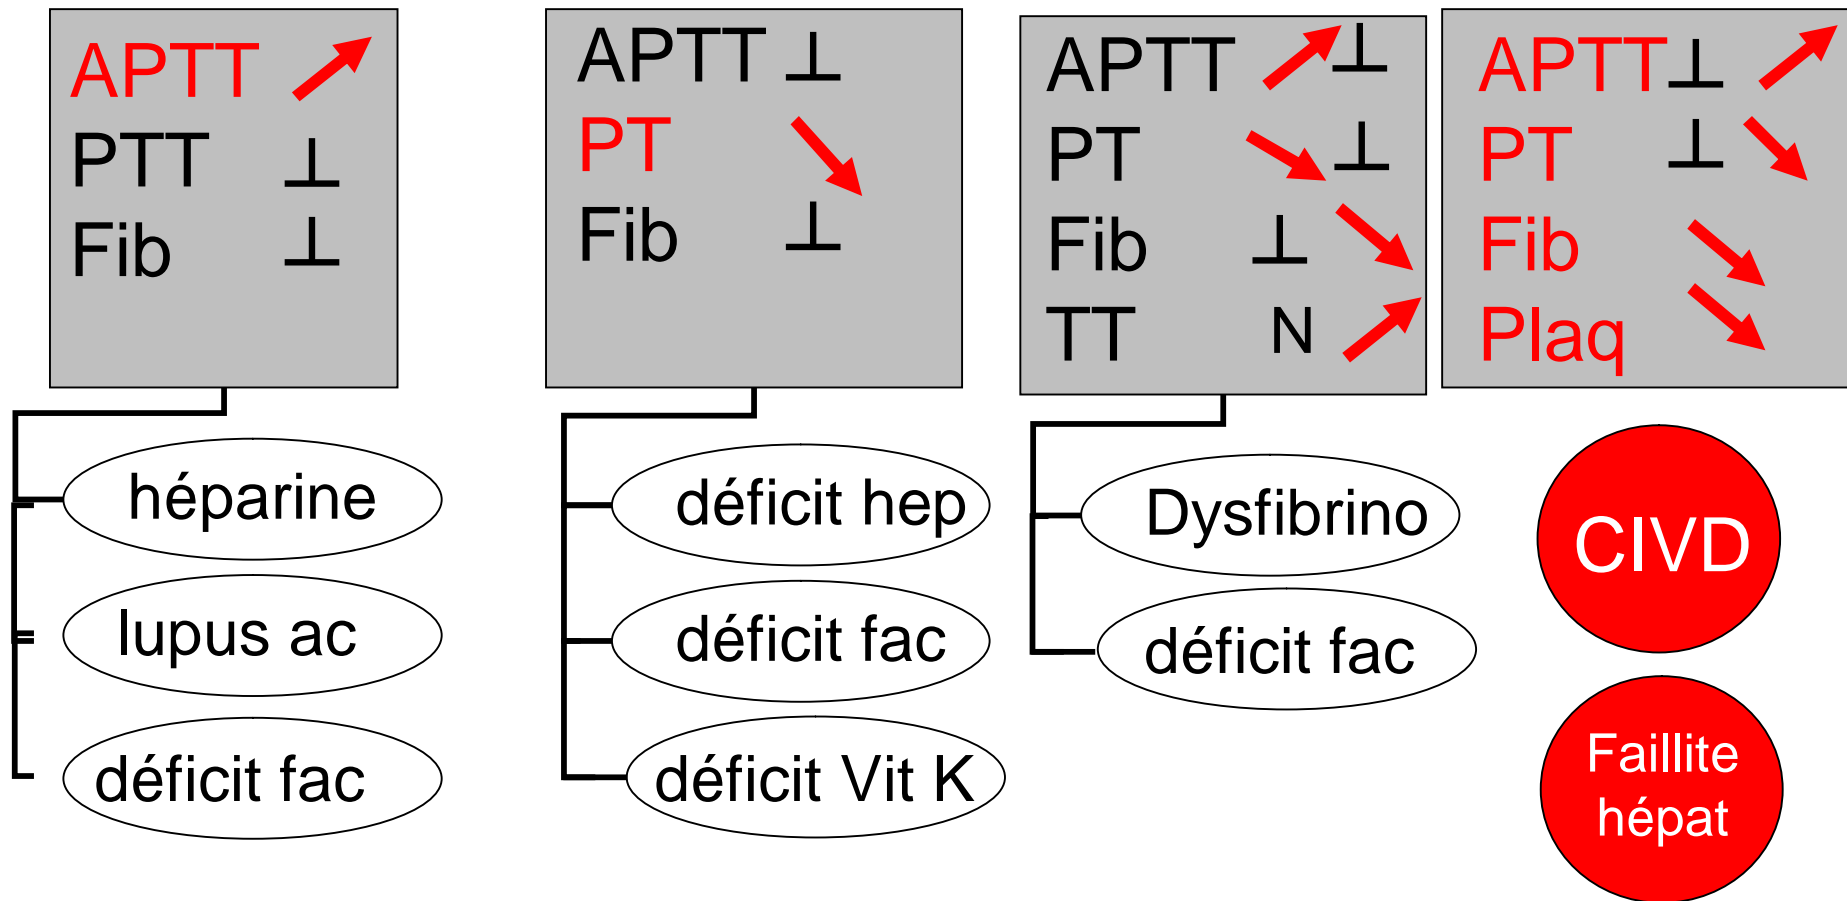 APTT
PTT ⊥
Fib ⊥
héparine
lupus ac
déficit fac
APTT ⊥
PT
Fib ⊥
déficit hep
déficit fac
déficit Vit K
APTT ⊥
PT ⊥
Fib ⊥
TT N
Dysfibrino
déficit fac
APTT ⊥
PT ⊥
Fib
Plaq
CIVD
Faillite
hépat